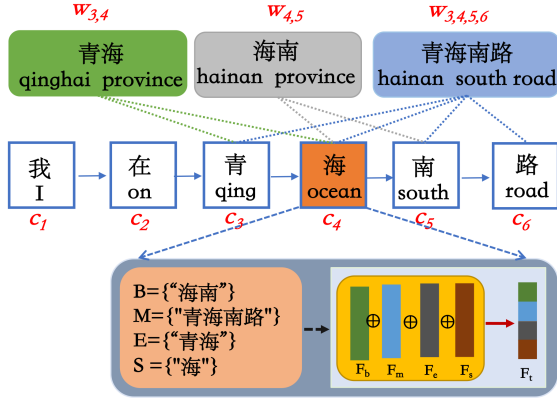 w3,4
w4,5
w3,4,5,6
青海
qinghai province
海南
hainan province
青海南路
hainan south road
我
I
在
on
青
qing
海
ocean
南
south
路
road
c1
c2
c3
c4
c5
c6
B={“海南”}
M={"青海南路"}
E={“青海”}
S ={"海"}
⊕ ⊕ ⊕
Fb Fm Fe Fs
Ft